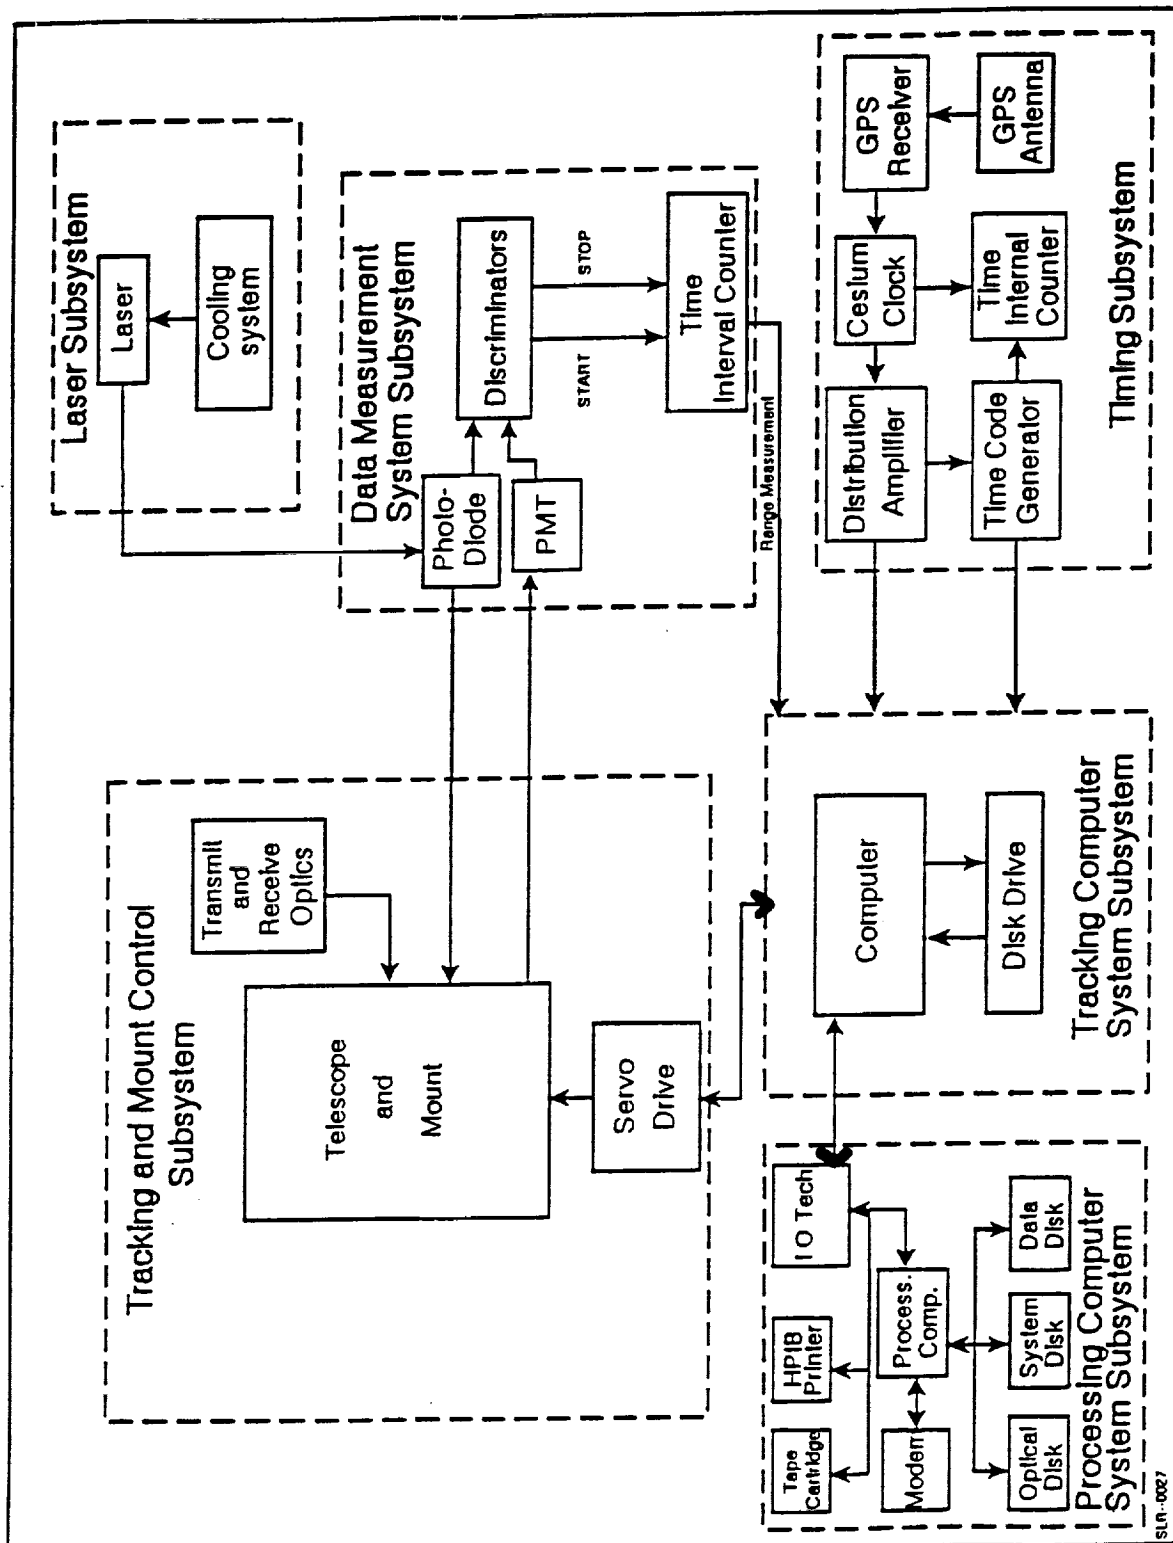 Tracking and Mount Control
Subsystem
Transmit
and
Receive
Optics
Telescope
and
Mount
Servo
Drive
Laser Subsystem
Laser
Cooling
system
Data Measurement
System Subsystem
Photo-
Diode
PMT
Discriminators
START
STOP
Time
Interval Counter
Range Measurement
Processing Computer
System Subsystem
Tape
Cartridge
HPIB
Printer
I O Tech
Modem
Process.
Comp.
Optical
Disk
System
Disk
Data
Disk
Tracking Computer
System Subsystem
Computer
Disk Drive
Timing Subsystem
Distribution
Amplifier
Cesium
Clock
GPS
Receiver
Time Code
Generator
Time
Internal
Counter
GPS
Antenna
SLR--0027